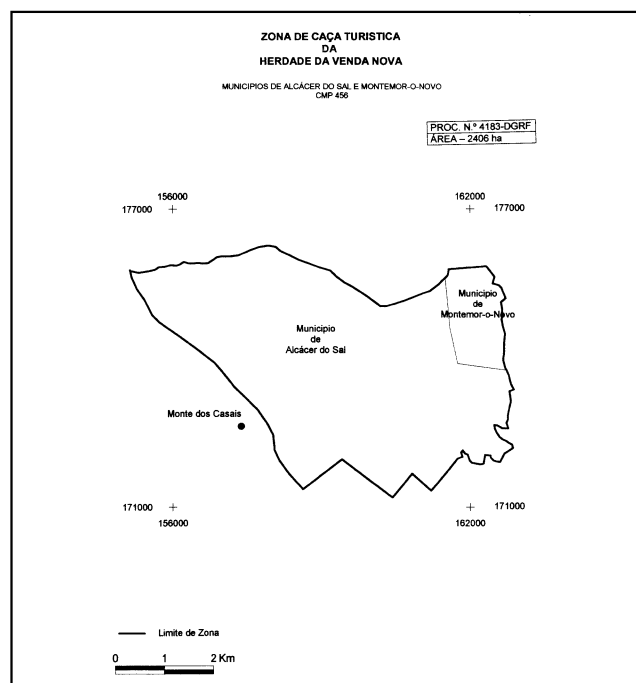 ZONA DE CAÇA TURISTICA
DA
HERDADE DA VENDA NOVA
MUNICIPIOS DE ALCÁCER DO SAL E MONTEMOR-O-NOVO
CMP 456
PROC. N.º 4183-DGRF
ÁREA – 2406 ha
156000
177000
162000
177000
Municipio
de
Montemor-o-Novo
Municipio
de
Alcácer do Sal
Monte dos Casais
171000
156000
171000
162000
Limite de Zona
0 1 2 Km